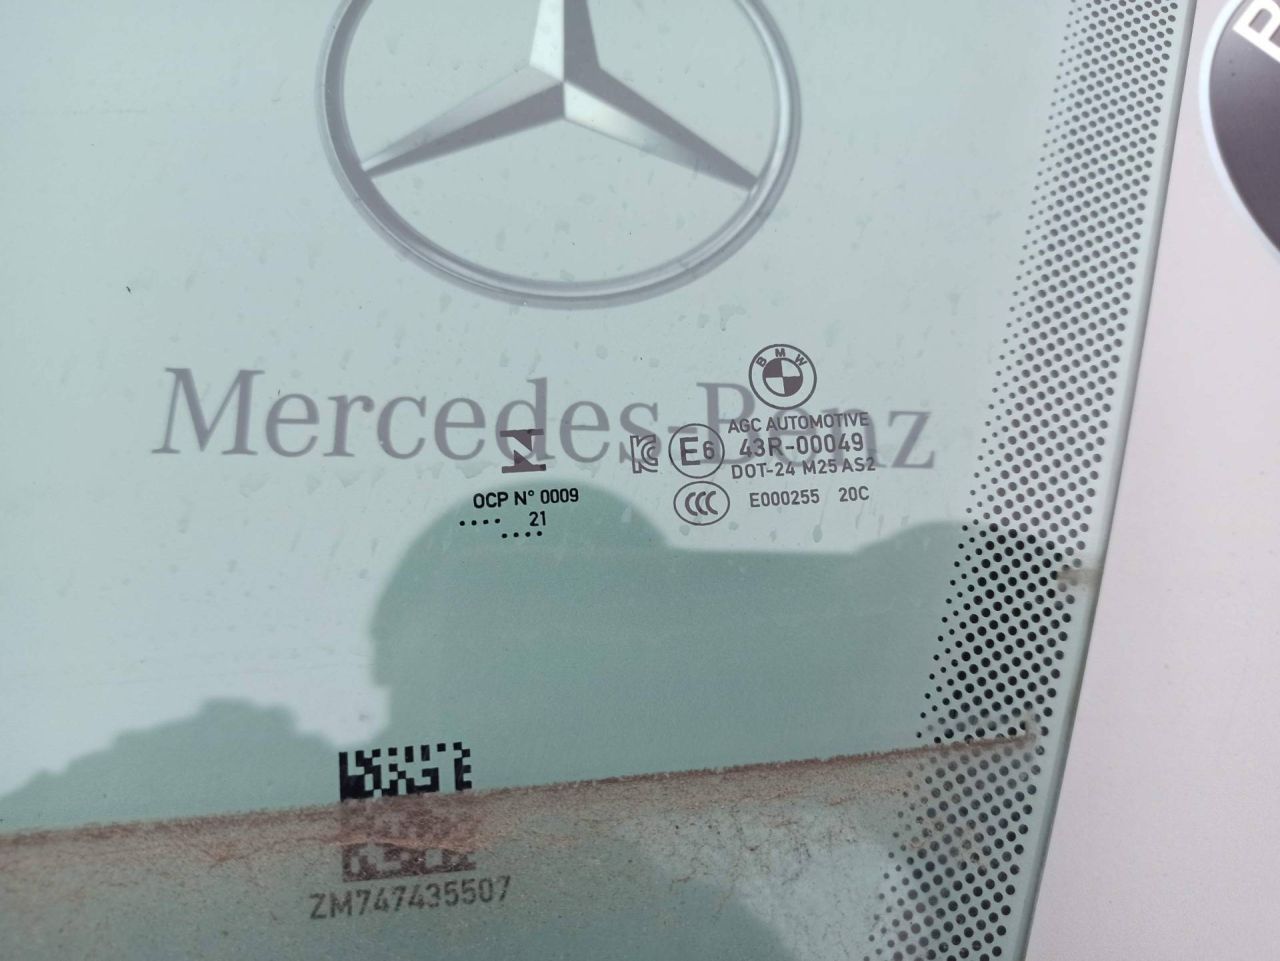 Mercedes-Benz
BMW
AGC AUTOMOTIVE
E6 43R-00049
DOT-24 M25 AS2
CCC E000255 20C
OCP N° 0009
.... 21
....
ZM747435507